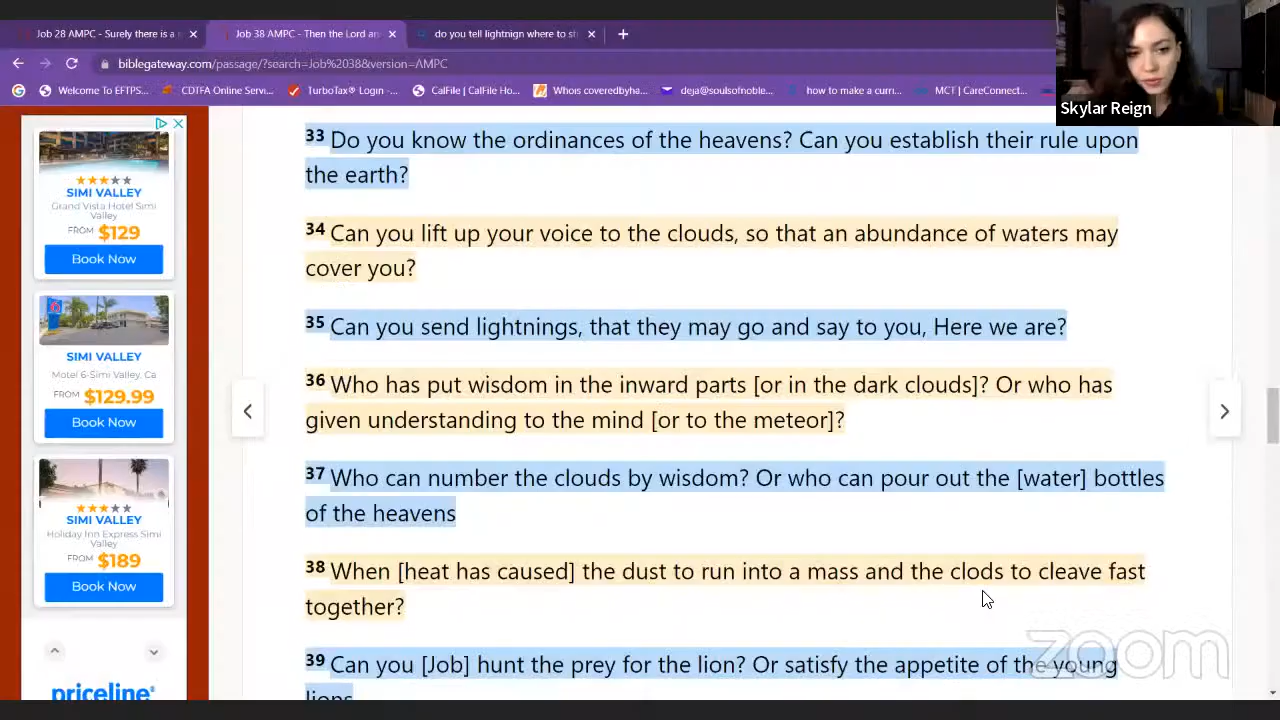 Job 28 AMPC - Surely there is a
Job 38 AMPC - Then the Lord an
do you tell lightnign where to st
biblegateway.com/passage/?search=Job%2038&version=AMPC
Welcome To EFTPS...
CDTFA Online Servi...
TurboTax® Login -...
CalFile | CalFile Ho...
Whois coveredbyha...
deja@soulsofnoble...
how to make a curri...
MCT | CareConnect...
Skylar Reign
33 Do you know the ordinances of the heavens? Can you establish their rule upon
the earth?
34 Can you lift up your voice to the clouds, so that an abundance of waters may
cover you?
35 Can you send lightnings, that they may go and say to you, Here we are?
36 Who has put wisdom in the inward parts [or in the dark clouds]? Or who has
given understanding to the mind [or to the meteor]?
37 Who can number the clouds by wisdom? Or who can pour out the [water] bottles
of the heavens
38 When [heat has caused] the dust to run into a mass and the clods to cleave fast
together?
39 Can you [Job] hunt the prey for the lion? Or satisfy the appetite of the young
lions
SIMI VALLEY
Grand Vista Hotel Simi
Valley
FROM $129
Book Now
SIMI VALLEY
Motel 6-Simi Valley, Ca
FROM $129.99
Book Now
SIMI VALLEY
Holiday Inn Express Simi
Valley
FROM $189
Book Now
priceline®
zoom